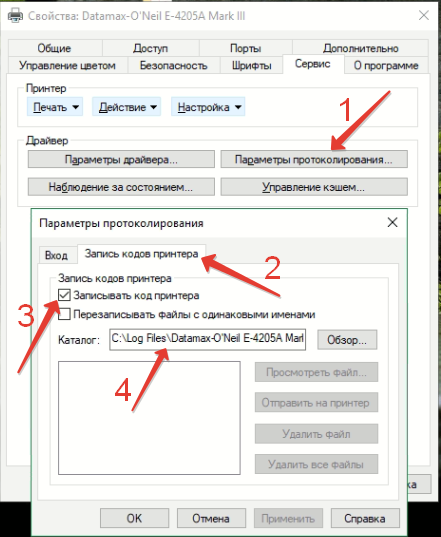 Свойства: Datamax-O'Neil E-4205A Mark III
Общие Доступ Порты Дополнительно
Управление цветом Безопасность Шрифты Сервис О программе
Принтер
Печать Действие Настройка
1
Драйвер
Параметры драйвера... Параметры протоколирования...
Наблюдение за состоянием... Управление кэшем...
Параметры протоколирования
Вход Запись кодов принтера
2
Запись кодов принтера
3
Записывать код принтера
Перезаписывать файлы с одинаковыми именами
Каталог: C:\Log Files\Datamax-O'Neil E-4205A Mark Обзор...
4
Просмотреть файл...
Отправить на принтер
Удалить файл
Удалить все файлы
OK Отмена Применить Справка